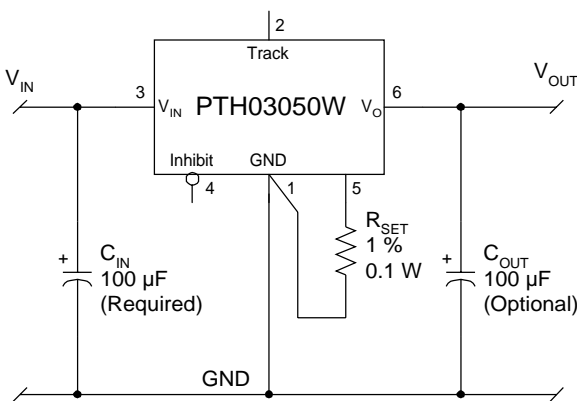 2
Track
V_IN
V_OUT
3
V_IN
PTH03050W
V_O
6
Inhibit
GND
4
1
5
R_SET
1 %
0.1 W
+
C_IN
100 µF
(Required)
+
C_OUT
100 µF
(Optional)
GND